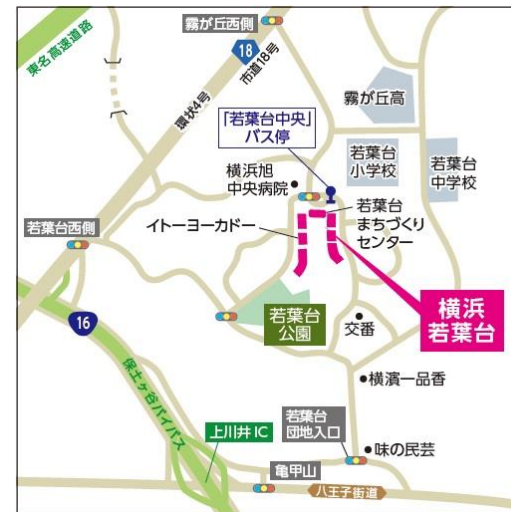 霧が丘西側
東名高速道路
18
市道18号
環状4号
霧が丘高
「若葉台中央」
バス停
若葉台
小学校
若葉台
中学校
横浜旭
中央病院
若葉台
まちづくり
センター
イトーヨーカドー
若葉台西側
16
若葉台
公園
交番
横浜
若葉台
横濱一品香
保土ヶ谷バイパス
上川井IC
若葉台
団地入口
味の民芸
亀甲山
八王子街道